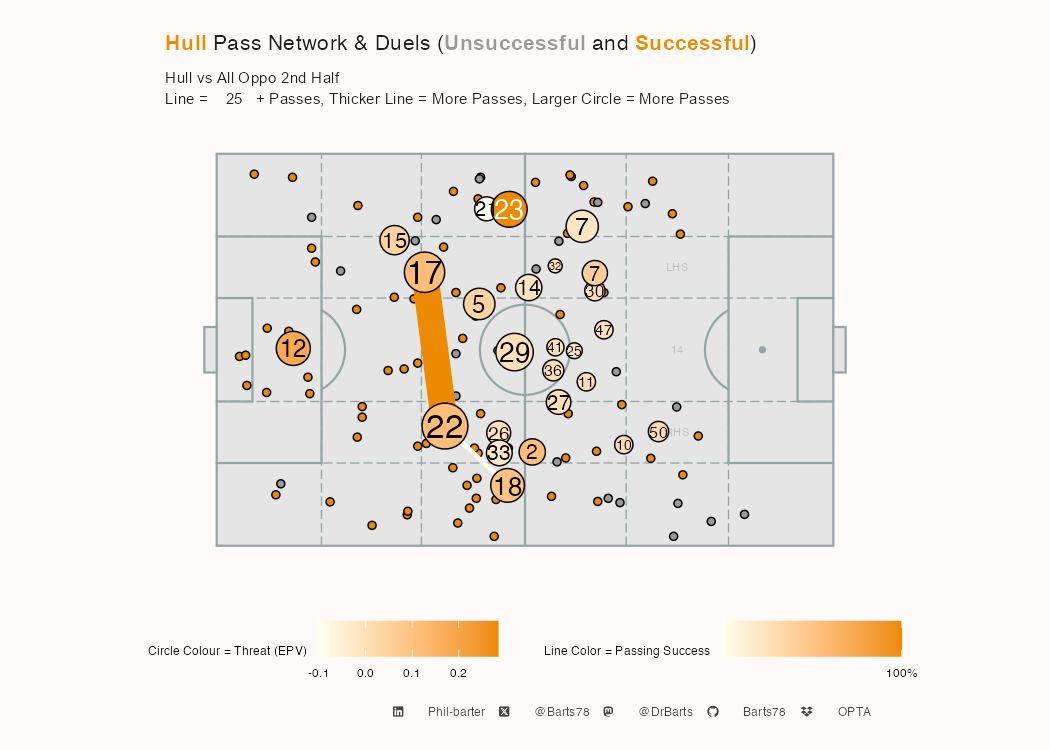 Hull Pass Network & Duels (Unsuccessful and Successful)
Hull vs All Oppo 2nd Half
Line = 25 + Passes, Thicker Line = More Passes, Larger Circle = More Passes
21 23
7
15
32 LHS
17 7
14 30
5
47
12 29 41 25 14
36
11
27
22 26 50
33 2 10
18
Circle Colour = Threat (EPV)
-0.1 0.0 0.1 0.2
Line Color = Passing Success
100%
Phil-barter @Barts78 @DrBarts Barts78 OPTA